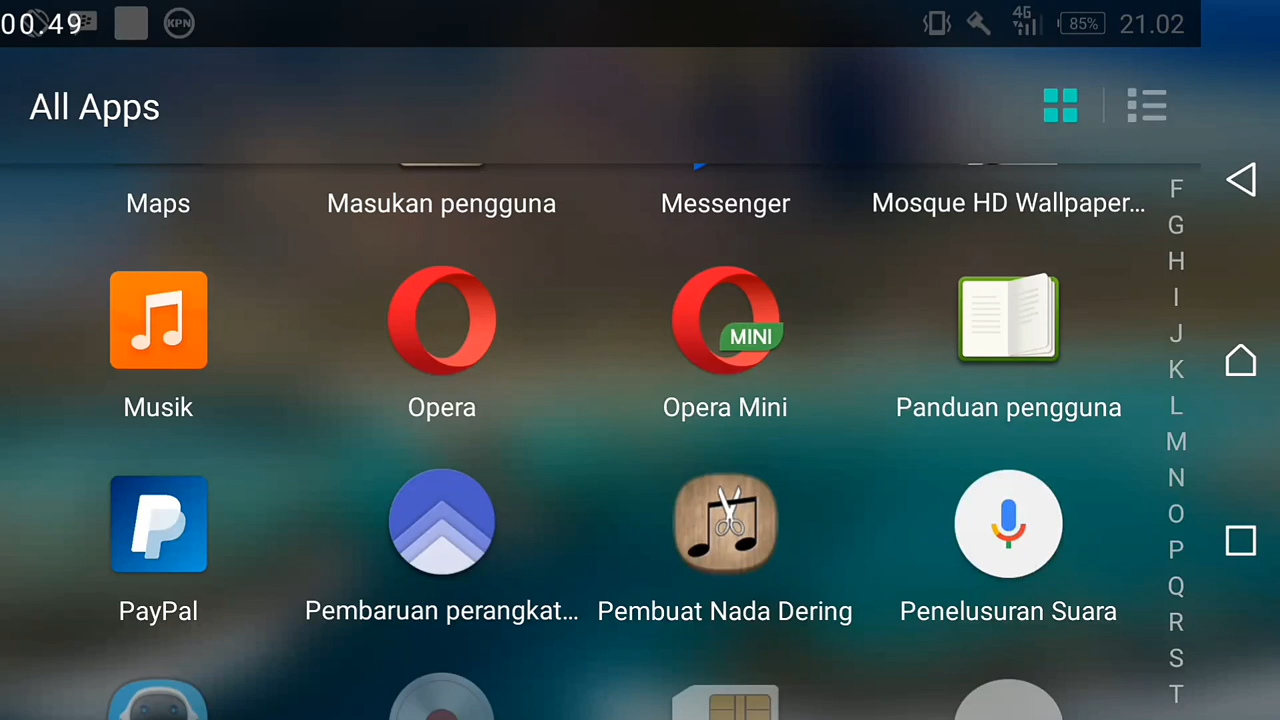 00.49
KPN
4G
85%
21.02
All Apps
Maps
Masukan pengguna
Messenger
Mosque HD Wallpaper...
Musik
Opera
MINI
Opera Mini
Panduan pengguna
PayPal
Pembaruan perangkat...
Pembuat Nada Dering
Penelusuran Suara
F
G
H
I
J
K
L
M
N
O
P
Q
R
S
T